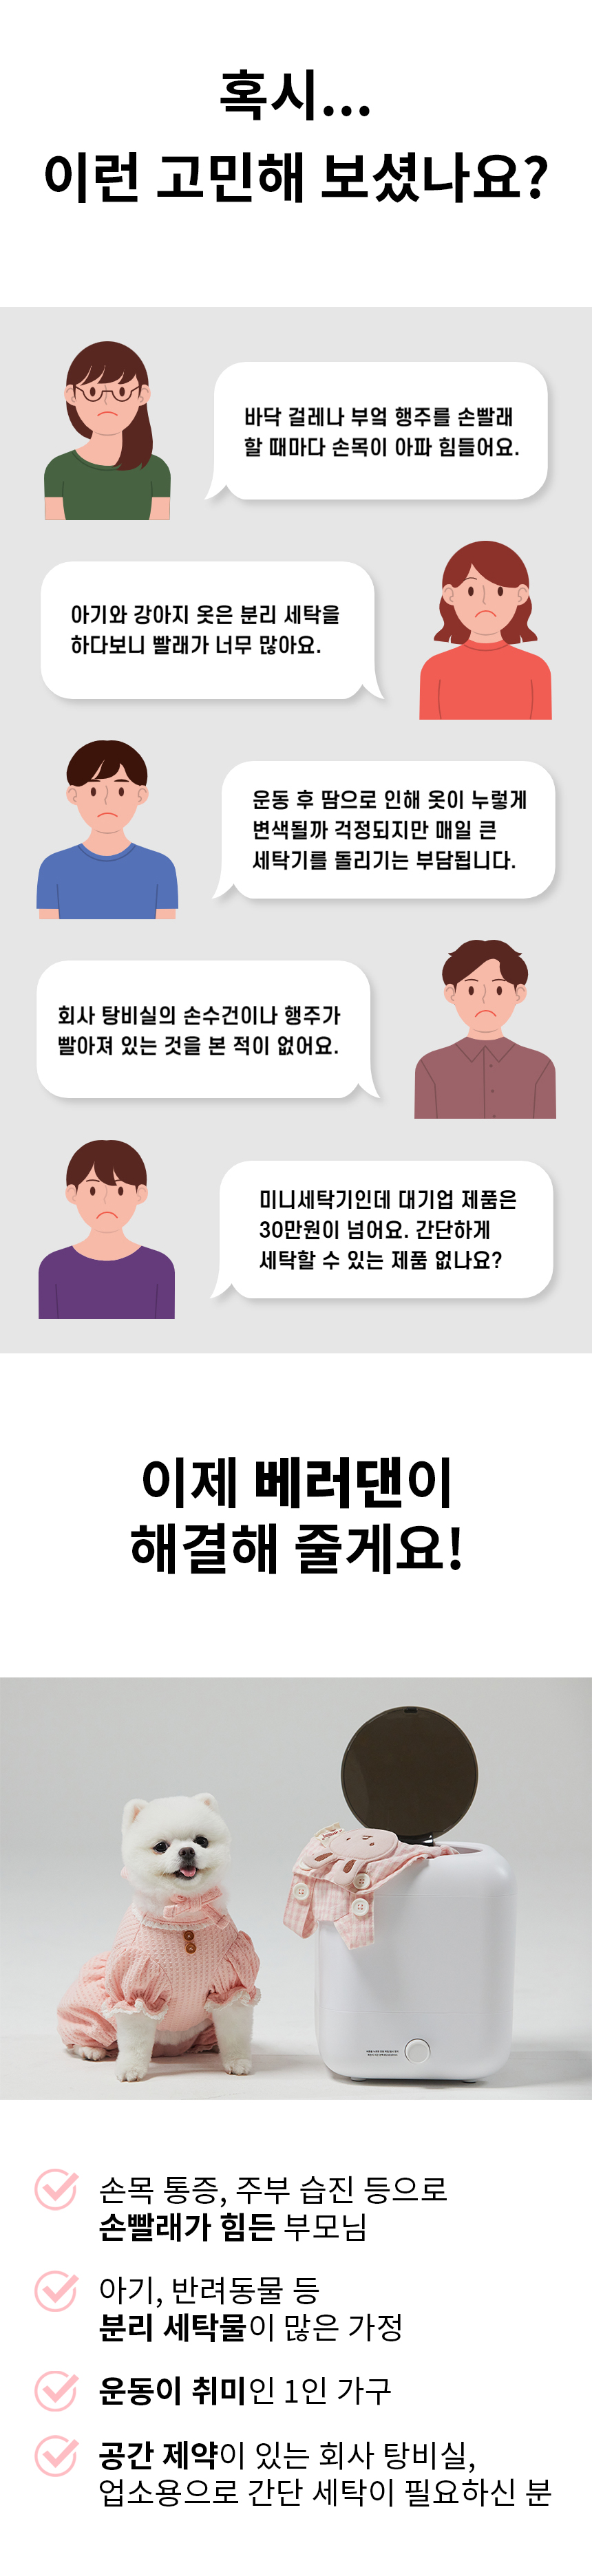 혹시...
이런 고민해 보셨나요?
바닥 걸레나 부엌 행주를 손빨래
할 때마다 손목이 아파 힘들어요.
아기와 강아지 옷은 분리 세탁을
하다보니 빨래가 너무 많아요.
운동 후 땀으로 인해 옷이 누렇게
변색될까 걱정되지만 매일 큰
세탁기를 돌리기는 부담됩니다.
회사 탕비실의 손수건이나 행주가
빨아져 있는 것을 본 적이 없어요.
미니세탁기인데 대기업 제품은
30만원이 넘어요. 간단하게
세탁할 수 있는 제품 없나요?
이제 베러댄이
해결해 줄게요!
손목 통증, 주부 습진 등으로
손빨래가 힘든 부모님
아기, 반려동물 등
분리 세탁물이 많은 가정
운동이 취미인 1인 가구
공간 제약이 있는 회사 탕비실,
업소용으로 간단 세탁이 필요하신 분